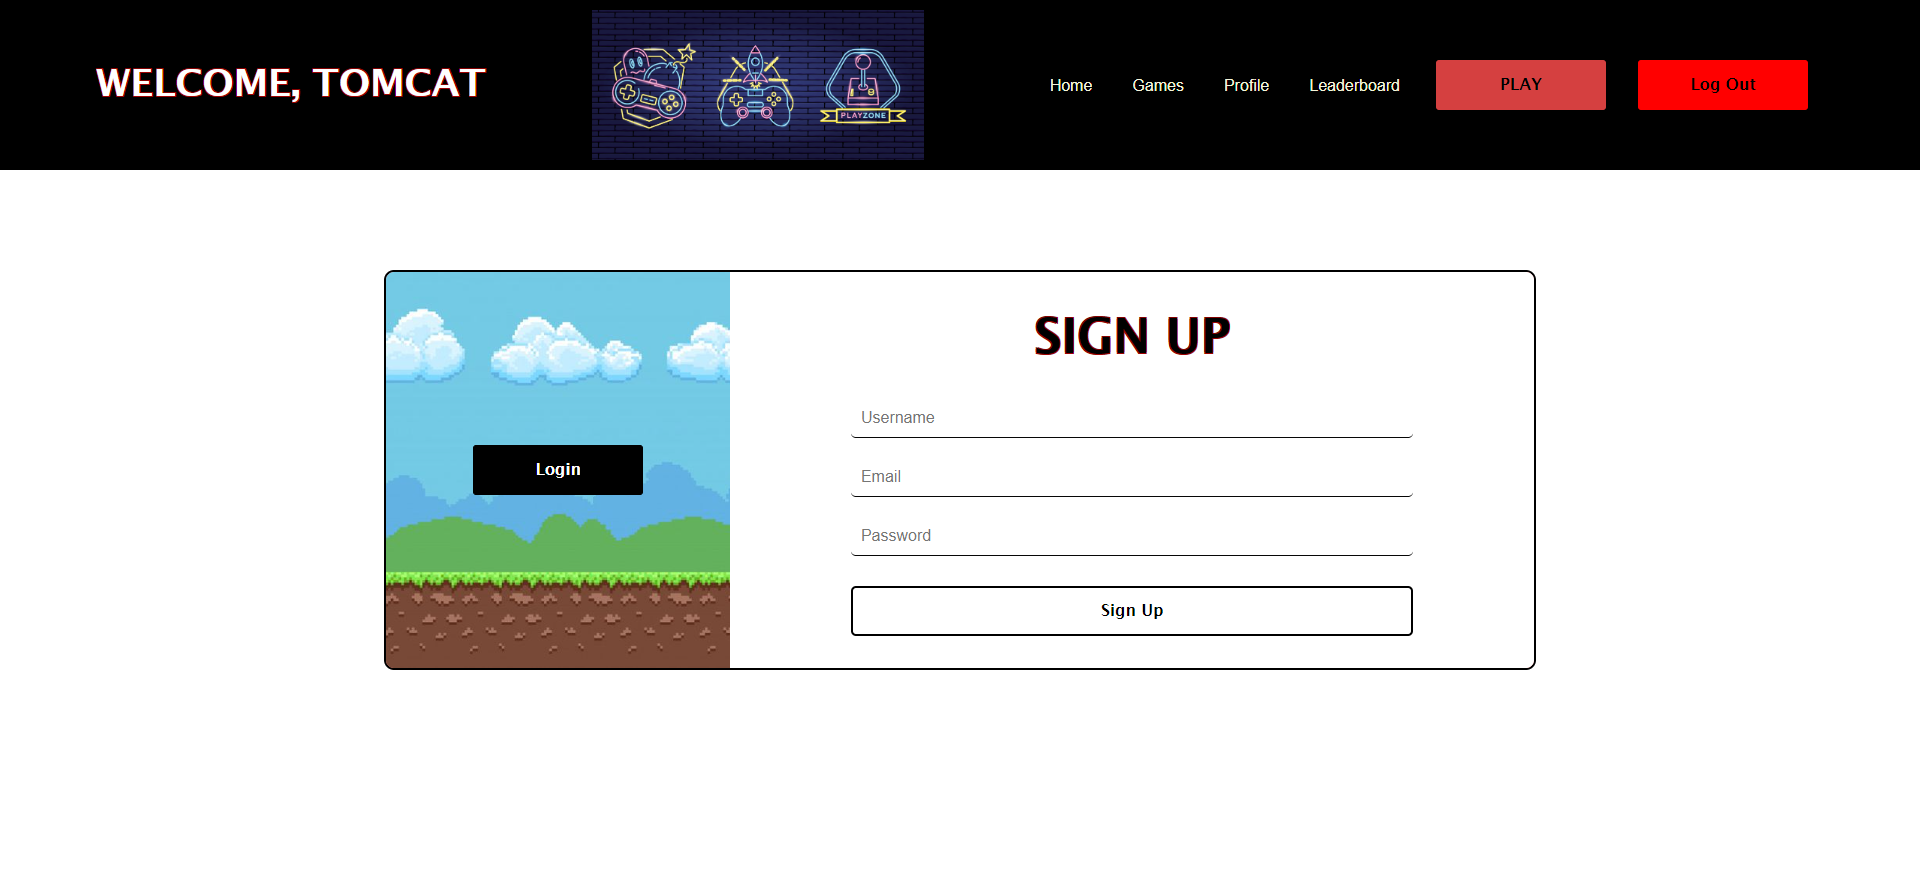 WELCOME, TOMCAT
PLAYZONE
Home
Games
Profile
Leaderboard
PLAY
Log Out
Login
SIGN UP
Username
Email
Password
Sign Up